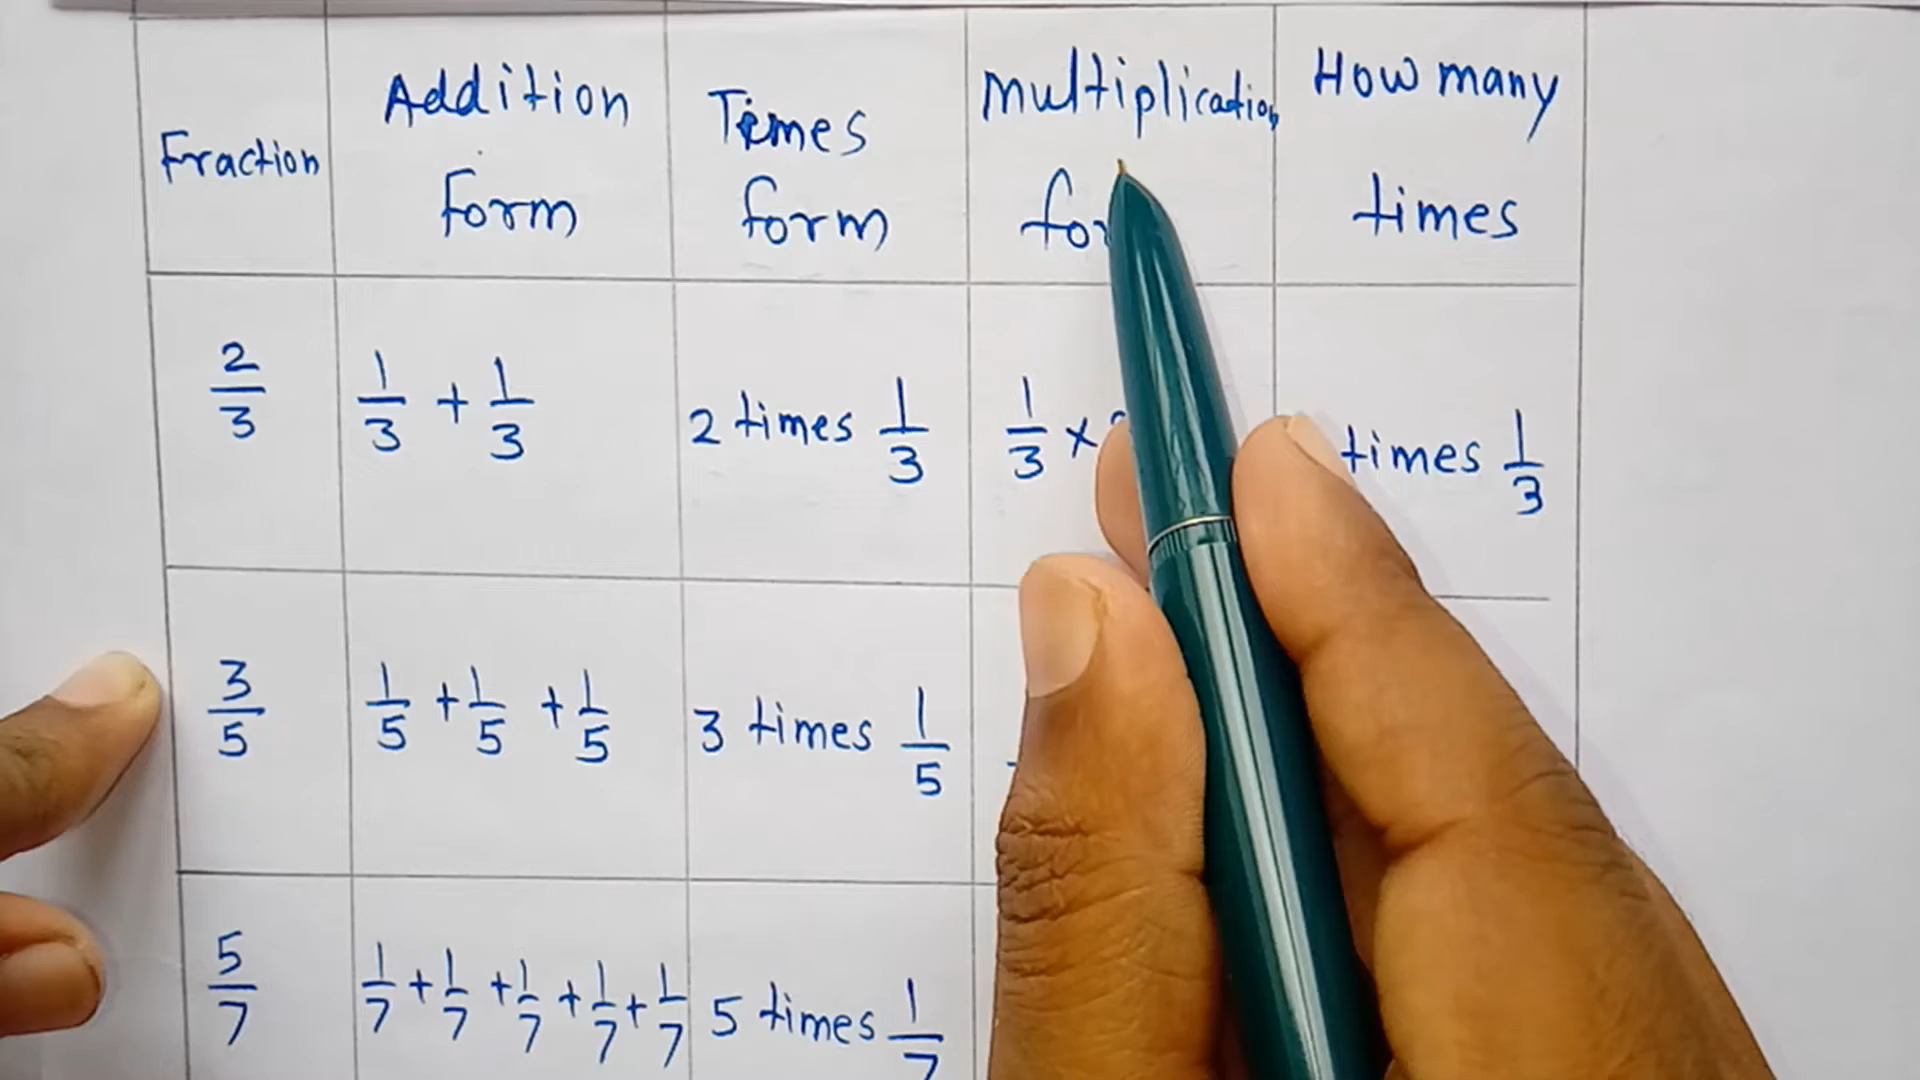 Fraction
Addition
Form
Times
form
Multiplication
How many
times
2/3
1/3 + 1/3
2 times 1/3
1/3 ×
times 1/3
3/5
1/5 + 1/5 + 1/5
3 times 1/5
5/7
1/7 + 1/7 + 1/7 + 1/7 + 1/7
5 times 1/7